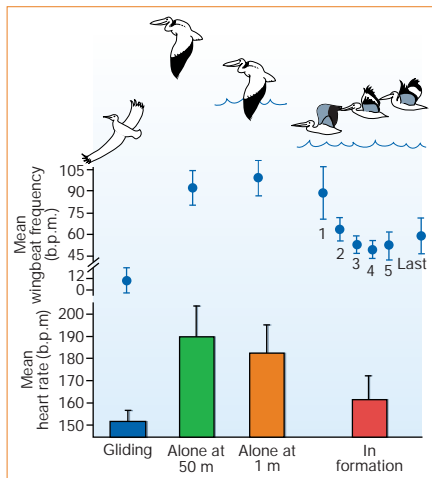 Mean
wingbeat frequency
(b.p.m.)
105
90
75
60
45
12
0
1
2
3
4
5
Last
Mean
heart rate (b.p.m)
200
190
180
170
160
150
Gliding
Alone at
50 m
Alone at
1 m
In
formation